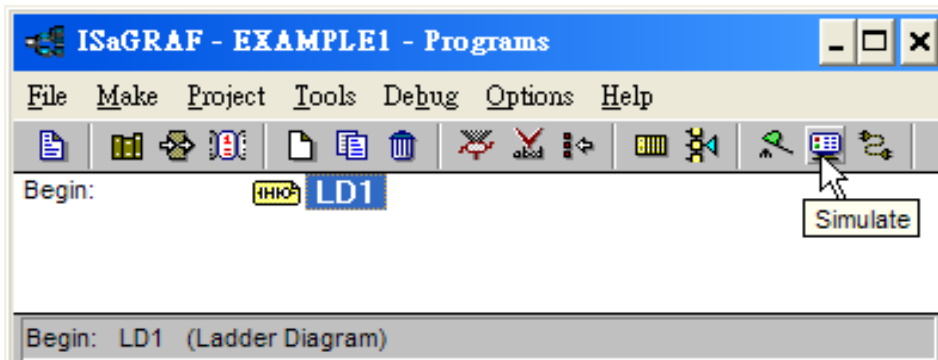 ISaGRAF - EXAMPLE1 - Programs
File Make Project Tools Debug Options Help
Begin: LD1
Simulate
Begin: LD1 (Ladder Diagram)